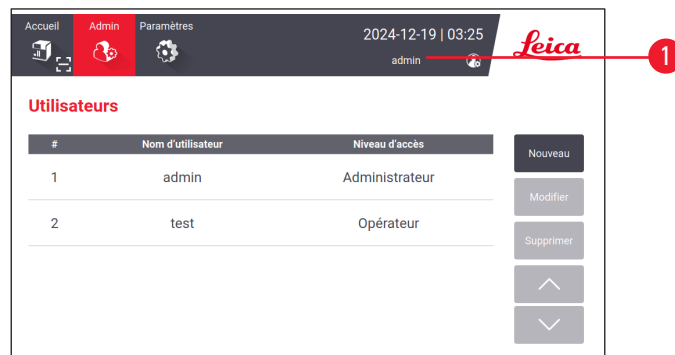 Accueil Admin Paramètres
2024-12-19 | 03:25
admin
Leica
1
Utilisateurs
# Nom d'utilisateur Niveau d'accès
1 admin Administrateur
2 test Opérateur
Nouveau
Modifier
Supprimer